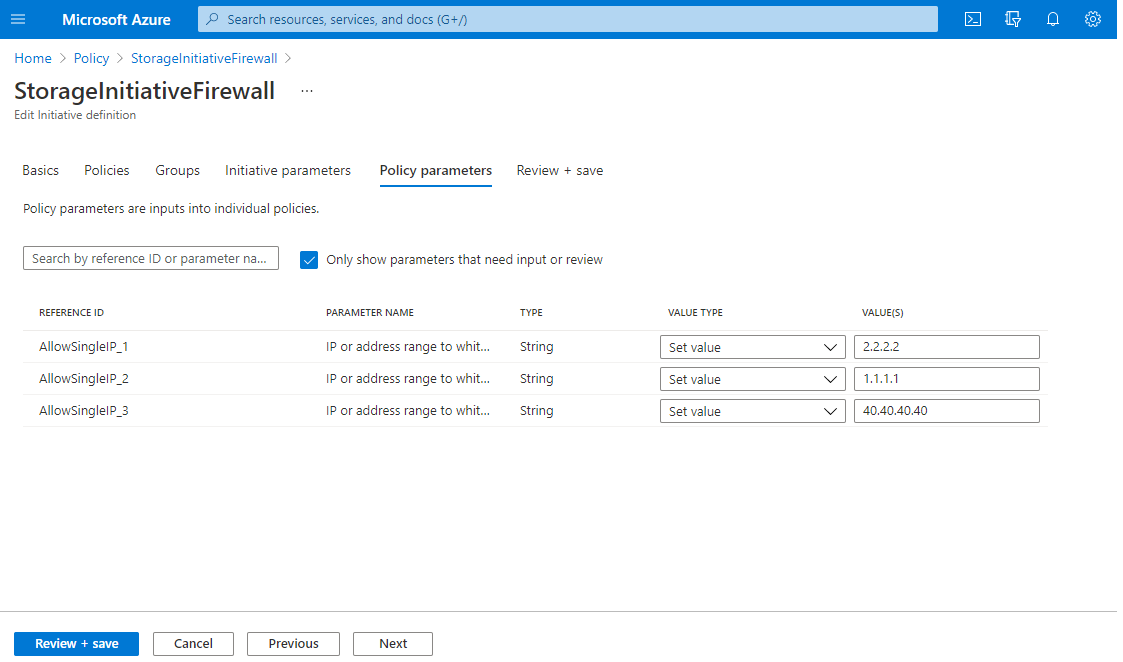 Microsoft Azure
Search resources, services, and docs (G+/)
Home > Policy > StorageInitiativeFirewall >
StorageInitiativeFirewall ...
Edit Initiative definition
Basics Policies Groups Initiative parameters Policy parameters Review + save
Policy parameters are inputs into individual policies.
Search by reference ID or parameter na... Only show parameters that need input or review
REFERENCE ID PARAMETER NAME TYPE VALUE TYPE VALUE(S)
AllowSingleIP_1 IP or address range to whit... String Set value 2.2.2.2
AllowSingleIP_2 IP or address range to whit... String Set value 1.1.1.1
AllowSingleIP_3 IP or address range to whit... String Set value 40.40.40.40
Review + save Cancel Previous Next